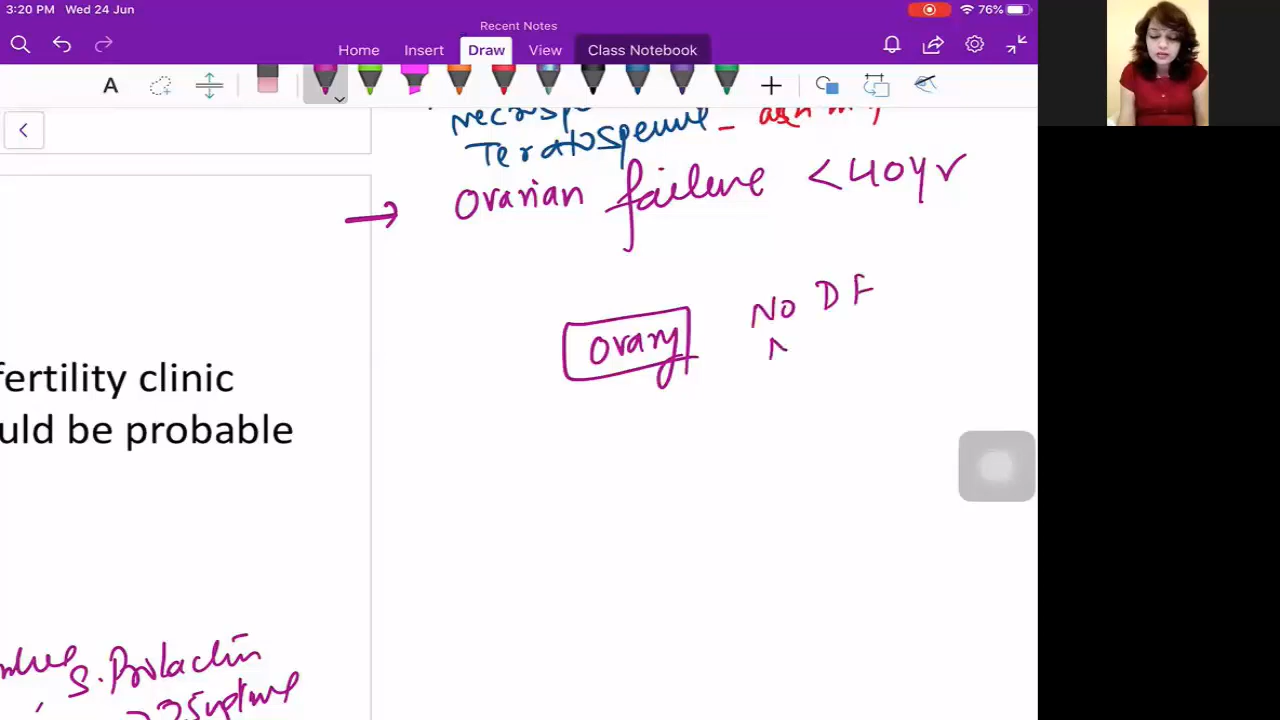 3:20 PM Wed 24 Jun
76%
Recent Notes
Home Insert Draw View Class Notebook
A
Teratosperme -
→ Ovarian failure <40yr
Ovary
NO DF
fertility clinic
uld be probable
S. Prolactin